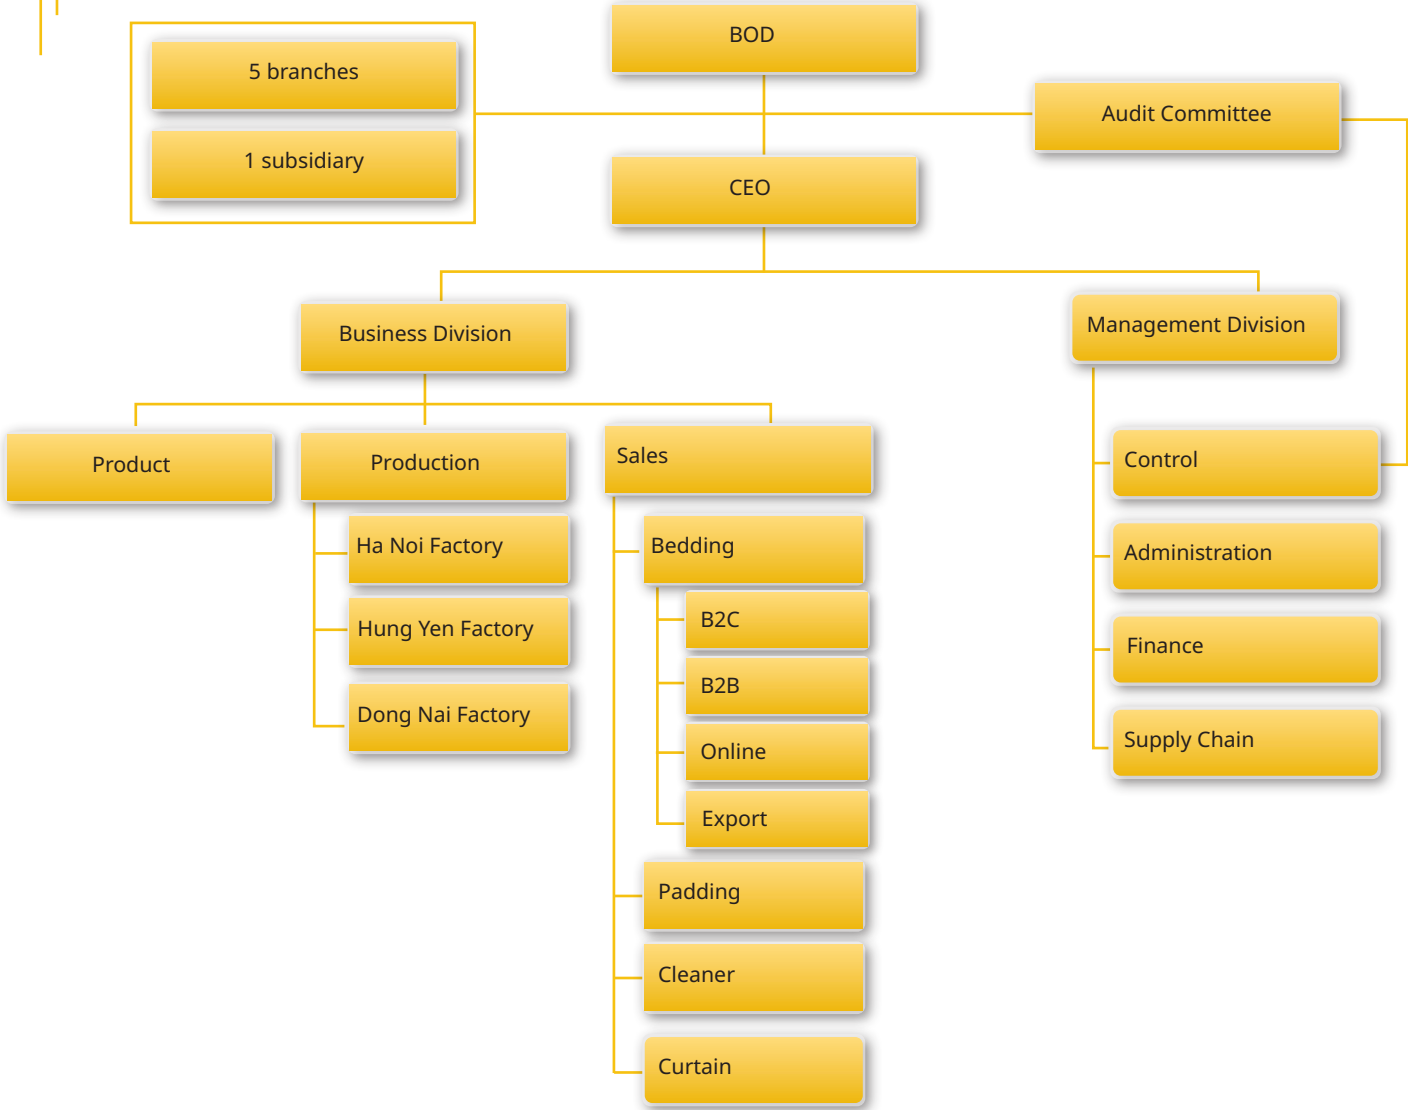 BOD
5 branches
1 subsidiary
Audit Committee
CEO
Business Division
Management Division
Product
Production
Ha Noi Factory
Hung Yen Factory
Dong Nai Factory
Sales
Bedding
B2C
B2B
Online
Export
Padding
Cleaner
Curtain
Control
Administration
Finance
Supply Chain